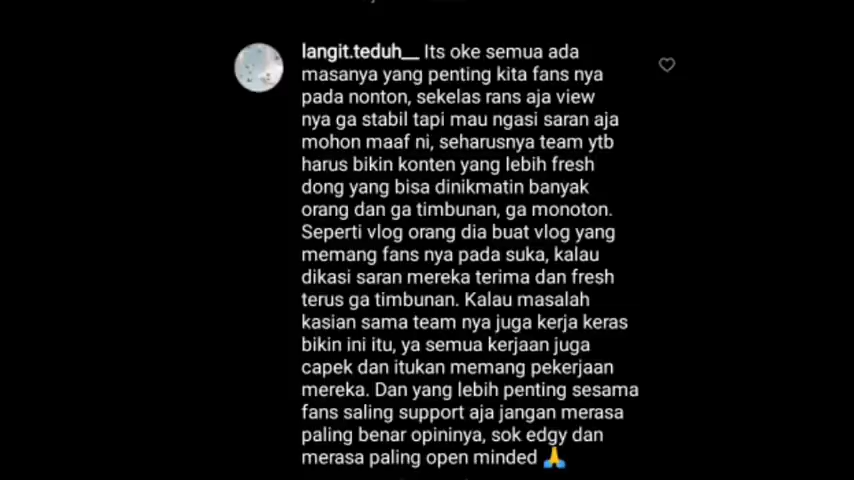 langit.teduh__ Its oke semua ada
masanya yang penting kita fans nya
pada nonton, sekelas rans aja view
nya ga stabil tapi mau ngasi saran aja
mohon maaf ni, seharusnya team ytb
harus bikin konten yang lebih fresh
dong yang bisa dinikmatin banyak
orang dan ga timbunan, ga monoton.
Seperti vlog orang dia buat vlog yang
memang fans nya pada suka, kalau
dikasi saran mereka terima dan fresh
terus ga timbunan. Kalau masalah
kasian sama team nya juga kerja keras
bikin ini itu, ya semua kerjaan juga
capek dan itukan memang pekerjaan
mereka. Dan yang lebih penting sesama
fans saling support aja jangan merasa
paling benar opininya, sok edgy dan
merasa paling open minded 🙏